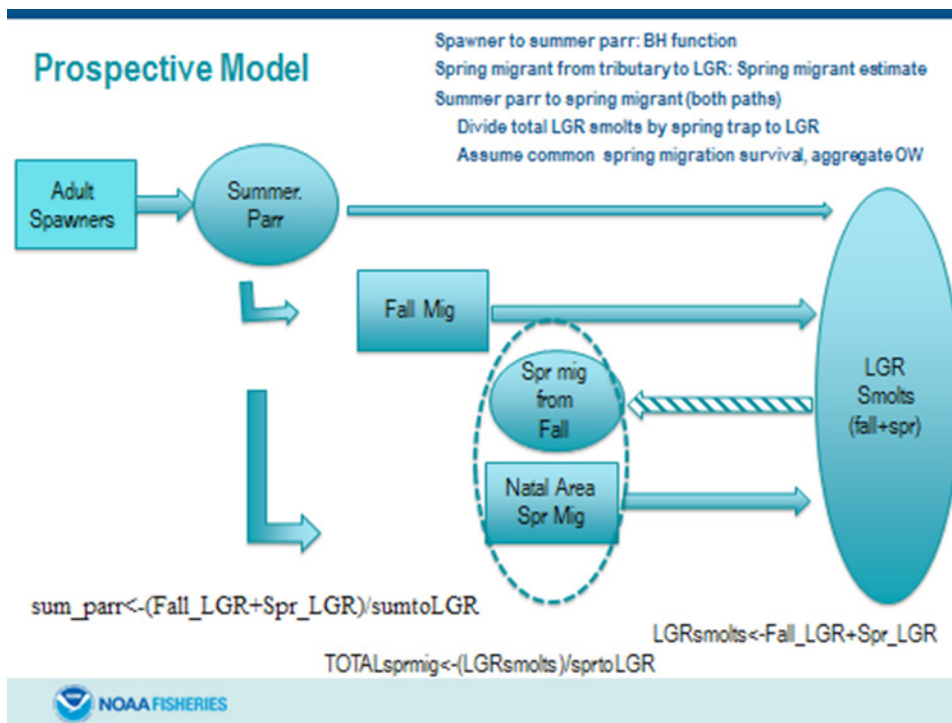 Prospective Model
Spawner to summer parr: BH function
Spring migrant from tributary to LGR: Spring migrant estimate
Summer parr to spring migrant (both paths)
Divide total LGR smolts by spring trap to LGR
Assume common spring migration survival, aggregate OW
Adult
Spawners
Summer.
Parr
Fall Mig
Spr mig
from
Fall
Natal Area
Spr Mig
LGR
Smolts
(fall+spr)
sum_parr<-(Fall_LGR+Spr_LGR)/sumtoLGR
LGRsmolts<-Fall_LGR+Spr_LGR
TOTALsprmig<-(LGRsmolts)/sprtoLGR
NOAA FISHERIES